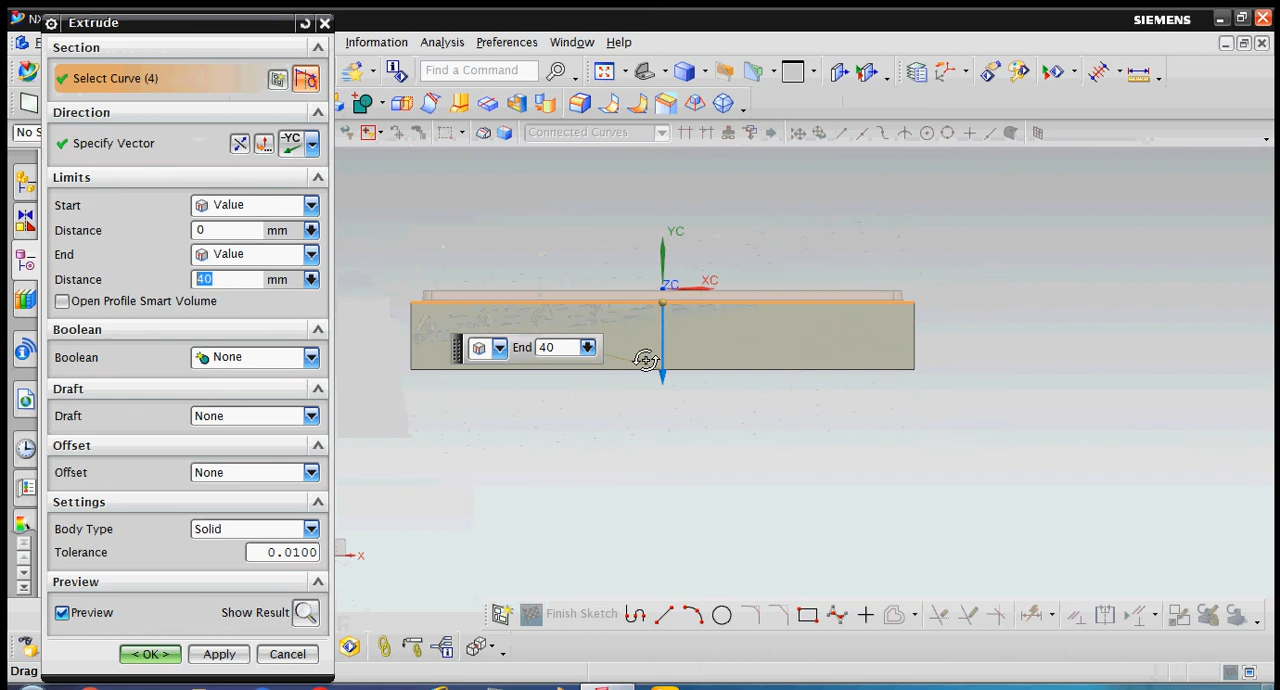 NX
Extrude
SIEMENS
Section
Select Curve (4)
Direction
Specify Vector
-YC
Limits
Start
Value
Distance
0
mm
End
Value
Distance
40
mm
Open Profile Smart Volume
Boolean
Boolean
None
Draft
Draft
None
Offset
Offset
None
Settings
Body Type
Solid
Tolerance
0.0100
Preview
Preview
Show Result
< OK >
Apply
Cancel
Information
Analysis
Preferences
Window
Help
Find a Command
No S
Connected Curves
YC
ZC
XC
End
40
X
Finish Sketch
Drag